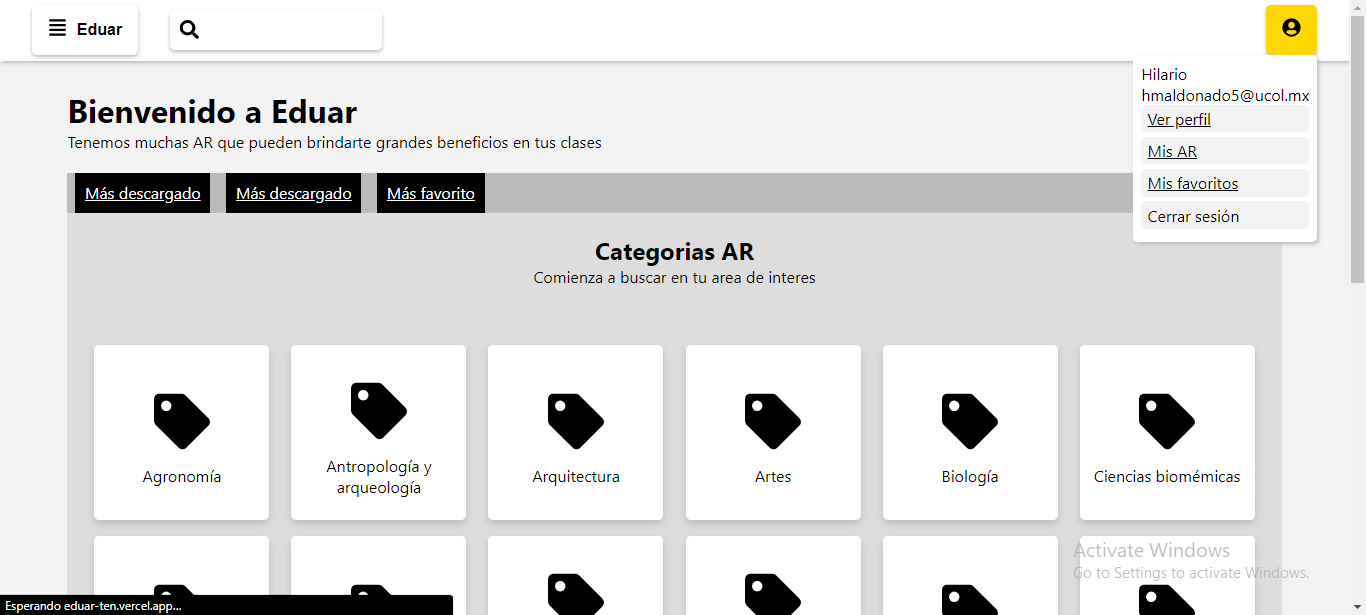 Eduar
Hilario
hmaldonado5@ucol.mx
Ver perfil
Mis AR
Mis favoritos
Cerrar sesión
Bienvenido a Eduar
Tenemos muchas AR que pueden brindarte grandes beneficios en tus clases
Más descargado
Más descargado
Más favorito
Categorias AR
Comienza a buscar en tu area de interes
Agronomía
Antropología y
arqueología
Arquitectura
Artes
Biología
Ciencias biomémicas
Activate Windows
Go to Settings to activate Windows.
Esperando eduar-ten.vercel.app...